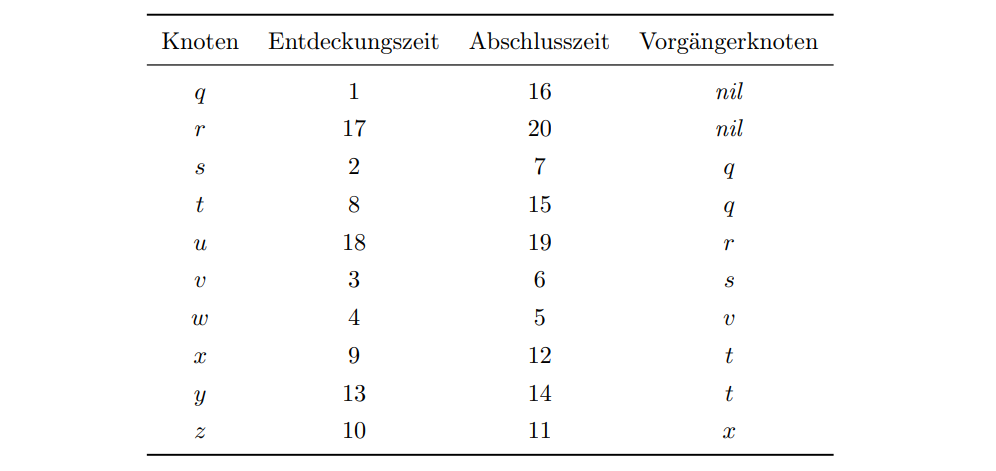 Knoten Entdeckungszeit Abschlusszeit Vorgängerknoten
q 1 16 nil
r 17 20 nil
s 2 7 q
t 8 15 q
u 18 19 r
v 3 6 s
w 4 5 v
x 9 12 t
y 13 14 t
z 10 11 x